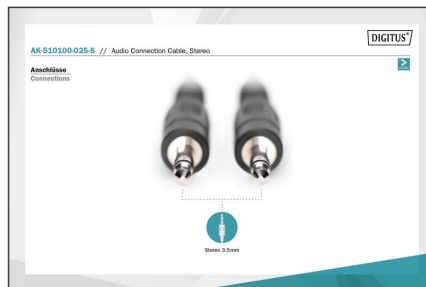 DIGITUS®
AK-510100-025-S // Audio Connection Cable, Stereo
Anschlüsse
Connections
Stereo 3.5mm